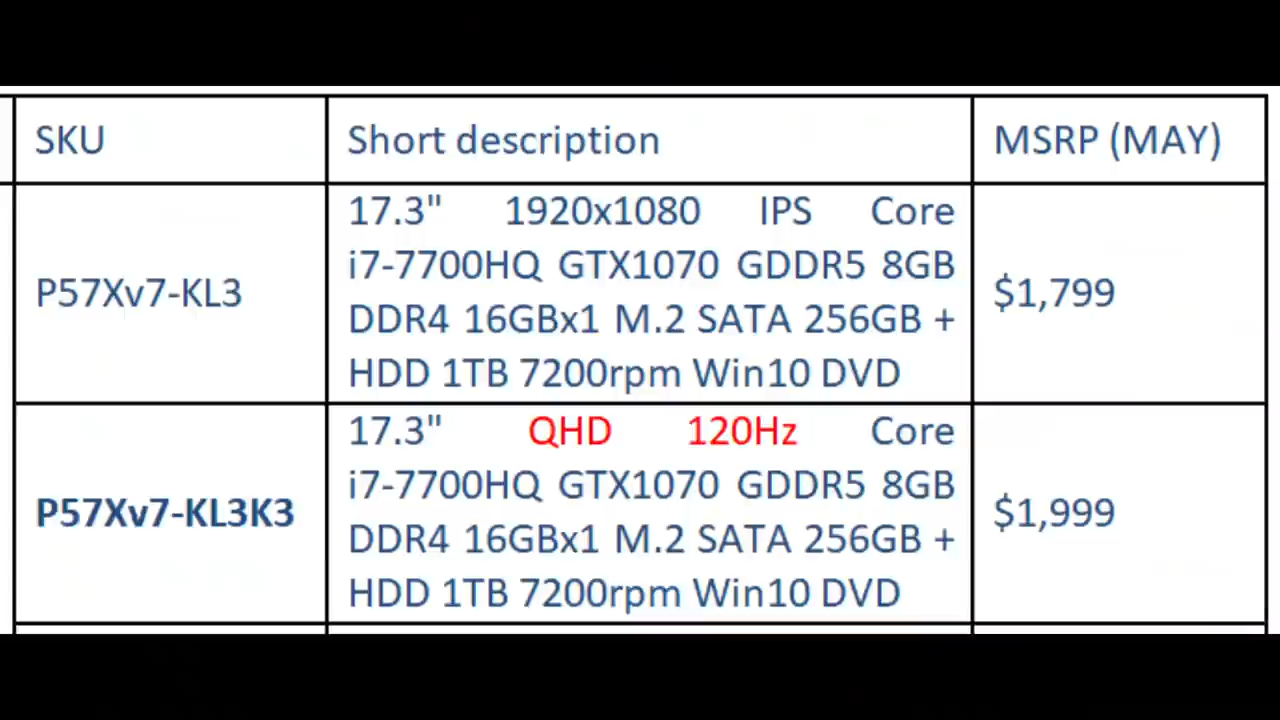 SKU
Short description
MSRP (MAY)
P57Xv7-KL3
17.3" 1920x1080 IPS Core
i7-7700HQ GTX1070 GDDR5 8GB
DDR4 16GBx1 M.2 SATA 256GB +
HDD 1TB 7200rpm Win10 DVD
$1,799
P57Xv7-KL3K3
17.3" QHD 120Hz Core
i7-7700HQ GTX1070 GDDR5 8GB
DDR4 16GBx1 M.2 SATA 256GB +
HDD 1TB 7200rpm Win10 DVD
$1,999